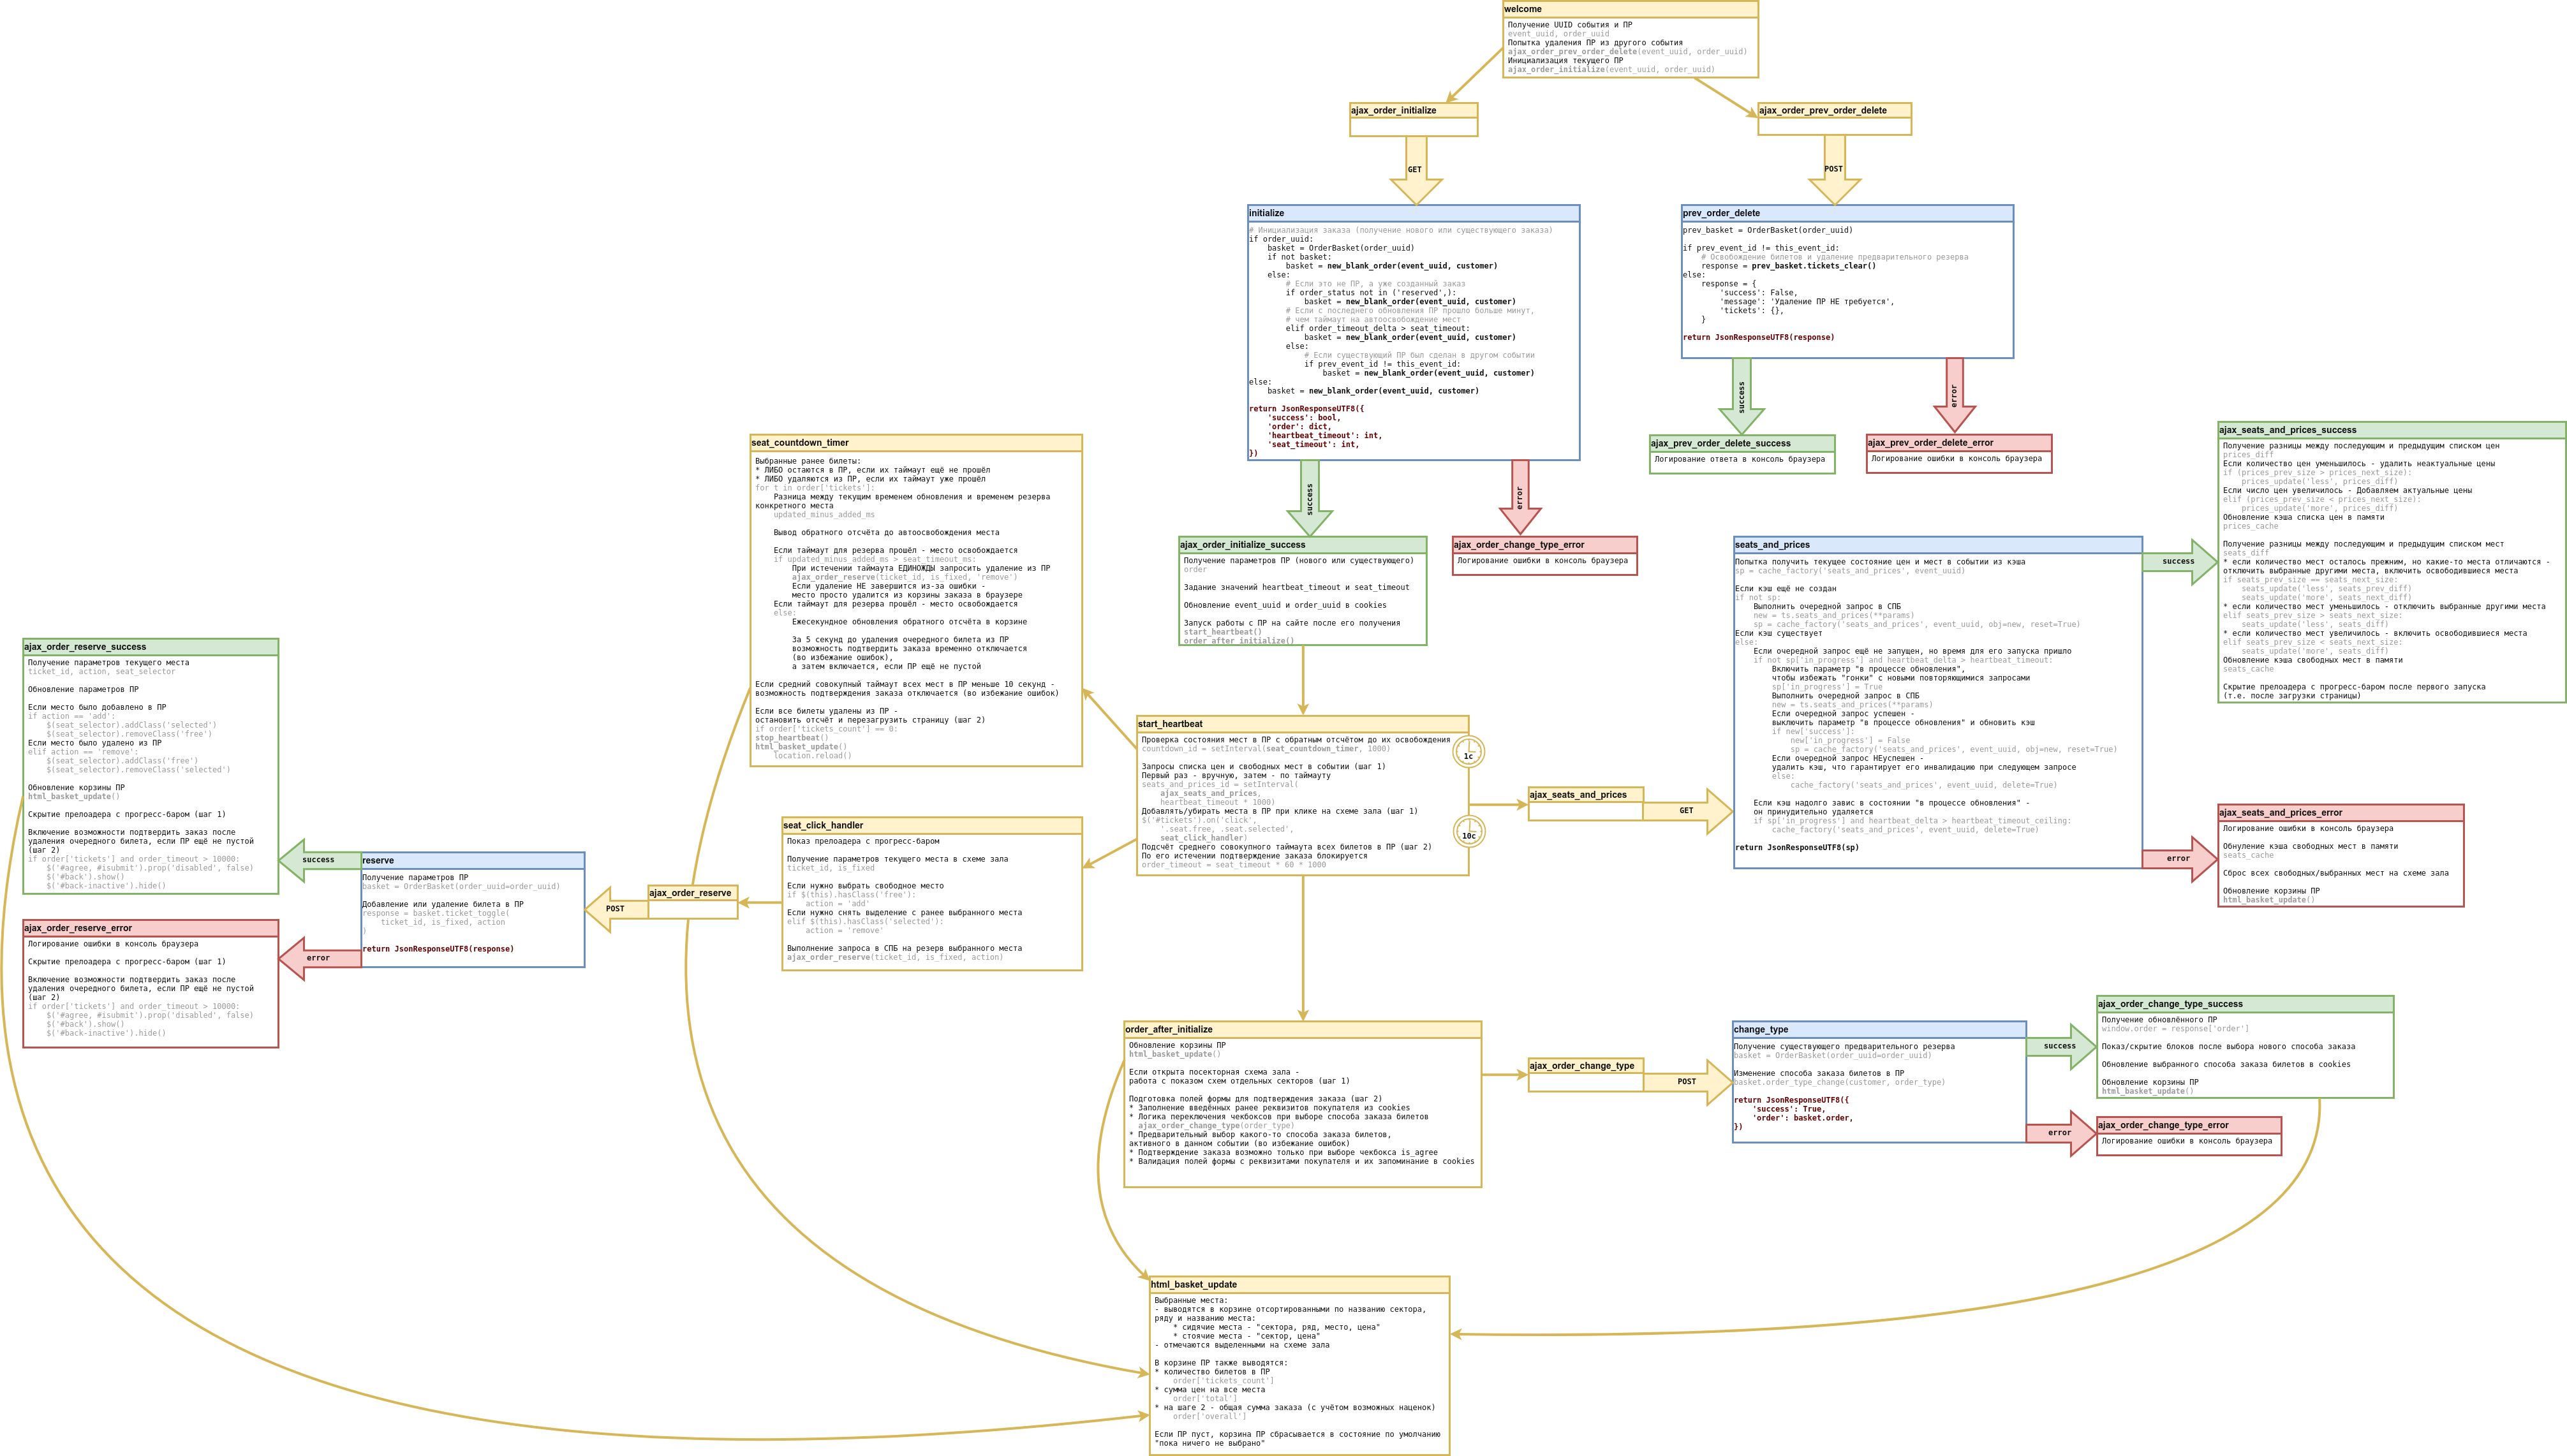 welcome
Получение UUID события и ПР
event_uuid, order_uuid
Попытка удаления ПР из другого события
ajax_order_prev_order_delete(event_uuid, order_uuid)
Инициализация текущего ПР
ajax_order_initialize(event_uuid, order_uuid)
ajax_order_initialize
GET
ajax_order_prev_order_delete
POST
initialize
# Инициализация заказа (получение нового или существующего заказа)
if order_uuid:
    basket = OrderBasket(order_uuid)
    if not basket:
        basket = new_blank_order(event_uuid, customer)
    else:
        # Если это не ПР, а уже созданный заказ
        if order_status not in ('reserved',):
            basket = new_blank_order(event_uuid, customer)
        # Если с последнего обновления ПР прошло больше минут,
        # чем таймаут на автоосвобождение мест
        elif order_timeout_delta > seat_timeout:
            basket = new_blank_order(event_uuid, customer)
        else:
            # Если существующий ПР был сделан в другом событии
            if prev_event_id != this_event_id:
                basket = new_blank_order(event_uuid, customer)
else:
    basket = new_blank_order(event_uuid, customer)
return JsonResponseUTF8({
    'success': bool,
    'order': dict,
    'heartbeat_timeout': int,
    'seat_timeout': int,
})
success
error
prev_order_delete
prev_basket = OrderBasket(order_uuid)
if prev_event_id != this_event_id:
    # Освобождение билетов и удаление предварительного резерва
    response = prev_basket.tickets_clear()
else:
    response = {
        'success': False,
        'message': 'Удаление ПР НЕ требуется',
        'tickets': {},
    }
return JsonResponseUTF8(response)
success
error
ajax_prev_order_delete_success
Логирование ответа в консоль браузера
ajax_prev_order_delete_error
Логирование ошибки в консоль браузера
ajax_order_initialize_success
Получение параметров ПР (нового или существующего)
order
Задание значений heartbeat_timeout и seat_timeout
Обновление event_uuid и order_uuid в cookies
Запуск работы с ПР на сайте после его получения
start_heartbeat()
order_after_initialize()
ajax_order_change_type_error
Логирование ошибки в консоль браузера
seat_countdown_timer
Выбранные ранее билеты:
* ЛИБО остаются в ПР, если их таймаут ещё не прошёл
* ЛИБО удаляются из ПР, если их таймаут уже прошёл
for t in order['tickets']:
    Разница между текущим временем обновления и временем резерва
конкретного места
    updated_minus_added_ms
    Вывод обратного отсчёта до автоосвобождения места
    Если таймаут для резерва прошёл - место освобождается
    if updated_minus_added_ms > seat_timeout_ms:
        При истечении таймаута ЕДИНОЖДЫ запросить удаление из ПР
        ajax_order_reserve(ticket_id, is_fixed, 'remove')
        Если удаление НЕ завершится из-за ошибки -
        место просто удалится из корзины заказа в браузере
    Если таймаут для резерва прошёл - место освобождается
    else:
        Ежесекундное обновления обратного отсчёта в корзине
        За 5 секунд до удаления очередного билета из ПР
        возможность подтвердить заказа временно отключается
        (во избежание ошибок),
        а затем включается, если ПР ещё не пустой
Если средний совокупный таймаут всех мест в ПР меньше 10 секунд -
возможность подтверждения заказа отключается (во избежание ошибок)
Если все билеты удалены из ПР -
остановить отсчёт и перезагрузить страницу (шаг 2)
if order['tickets_count'] == 0:
stop_heartbeat()
html_basket_update()
    location.reload()
start_heartbeat
Проверка состояния мест в ПР с обратным отсчётом до их освобождения
countdown_id = setInterval(seat_countdown_timer, 1000)
Запросы списка цен и свободных мест в событии (шаг 1)
Первый раз - вручную, затем - по таймауту
seats_and_prices_id = setInterval(
    ajax_seats_and_prices,
    heartbeat_timeout * 1000)
Добавлять/убирать места в ПР при клике на схеме зала (шаг 1)
$('#tickets').on('click',
    '.seat.free, .seat.selected',
    seat_click_handler)
Подсчёт среднего совокупного таймаута всех билетов в ПР (шаг 2)
По его истечении подтверждение заказа блокируется
order_timeout = seat_timeout * 60 * 1000
1с
10с
ajax_seats_and_prices
GET
seats_and_prices
Попытка получить текущее состояние цен и мест в событии из кэша
sp = cache_factory('seats_and_prices', event_uuid)
Если кэш ещё не создан
if not sp:
    Выполнить очередной запрос в СПБ
    new = ts.seats_and_prices(**params)
    sp = cache_factory('seats_and_prices', event_uuid, obj=new, reset=True)
Если кэш существует
else:
    Если очередной запрос ещё не запущен, но время для его запуска пришло
    if not sp['in_progress'] and heartbeat_delta > heartbeat_timeout:
        Включить параметр "в процессе обновления",
        чтобы избежать "гонки" с новыми повторяющимися запросами
        sp['in_progress'] = True
        Выполнить очередной запрос в СПБ
        new = ts.seats_and_prices(**params)
        Если очередной запрос успешен -
        выключить параметр "в процессе обновления" и обновить кэш
        if new['success']:
            new['in_progress'] = False
            sp = cache_factory('seats_and_prices', event_uuid, obj=new, reset=True)
        Если очередной запрос НЕуспешен -
        удалить кэш, что гарантирует его инвалидацию при следующем запросе
        else:
            cache_factory('seats_and_prices', event_uuid, delete=True)
    Если кэш надолго завис в состоянии "в процессе обновления" -
    он принудительно удаляется
    if sp['in_progress'] and heartbeat_delta > heartbeat_timeout_ceiling:
        cache_factory('seats_and_prices', event_uuid, delete=True)
return JsonResponseUTF8(sp)
success
error
ajax_seats_and_prices_success
Получение разницы между последующим и предыдущим списком цен
prices_diff
Если количество цен уменьшилось - удалить неактуальные цены
if (prices_prev_size > prices_next_size):
    prices_update('less', prices_diff)
Если число цен увеличилось - Добавляем актуальные цены
elif (prices_prev_size < prices_next_size):
    prices_update('more', prices_diff)
Обновление кэша списка цен в памяти
prices_cache
Получение разницы между последующим и предыдущим списком мест
seats_diff
* если количество мест осталось прежним, но какие-то места отличаются -
отключить выбранные другими места, включить освободившиеся места
if seats_prev_size == seats_next_size:
    seats_update('less', seats_prev_diff)
    seats_update('more', seats_next_diff)
* если количество мест уменьшилось - отключить выбранные другими места
elif seats_prev_size > seats_next_size:
    seats_update('less', seats_diff)
* если количество мест увеличилось - включить освободившиеся места
elif seats_prev_size < seats_next_size:
    seats_update('more', seats_diff)
Обновление кэша свободных мест в памяти
seats_cache
Скрытие прелоадера с прогресс-баром после первого запуска
(т.е. после загрузки страницы)
ajax_seats_and_prices_error
Логирование ошибки в консоль браузера
Обнуление кэша свободных мест в памяти
seats_cache
Сброс всех свободных/выбранных мест на схеме зала
Обновление корзины ПР
html_basket_update()
seat_click_handler
Показ прелоадера с прогресс-баром
Получение параметров текущего места в схеме зала
ticket_id, is_fixed
Если нужно выбрать свободное место
if $(this).hasClass('free'):
    action = 'add'
Если нужно снять выделение с ранее выбранного места
elif $(this).hasClass('selected'):
    action = 'remove'
Выполнение запроса в СПБ на резерв выбранного места
ajax_order_reserve(ticket_id, is_fixed, action)
ajax_order_reserve
POST
reserve
Получение параметров ПР
basket = OrderBasket(order_uuid=order_uuid)
Добавление или удаление билета в ПР
response = basket.ticket_toggle(
    ticket_id, is_fixed, action
)
return JsonResponseUTF8(response)
success
error
ajax_order_reserve_success
Получение параметров текущего места
ticket_id, action, seat_selector
Обновление параметров ПР
Если место было добавлено в ПР
if action == 'add':
    $(seat_selector).addClass('selected')
    $(seat_selector).removeClass('free')
Если место было удалено из ПР
elif action == 'remove':
    $(seat_selector).addClass('free')
    $(seat_selector).removeClass('selected')
Обновление корзины ПР
html_basket_update()
Скрытие прелоадера с прогресс-баром (шаг 1)
Включение возможности подтвердить заказ после
удаления очередного билета, если ПР ещё не пустой
(шаг 2)
if order['tickets'] and order_timeout > 10000:
    $('#agree, #isubmit').prop('disabled', false)
    $('#back').show()
    $('#back-inactive').hide()
ajax_order_reserve_error
Логирование ошибки в консоль браузера
Скрытие прелоадера с прогресс-баром (шаг 1)
Включение возможности подтвердить заказ после
удаления очередного билета, если ПР ещё не пустой
(шаг 2)
if order['tickets'] and order_timeout > 10000:
    $('#agree, #isubmit').prop('disabled', false)
    $('#back').show()
    $('#back-inactive').hide()
order_after_initialize
Обновление корзины ПР
html_basket_update()
Если открыта посекторная схема зала -
работа с показом схем отдельных секторов (шаг 1)
Подготовка полей формы для подтверждения заказа (шаг 2)
* Заполнение введённых ранее реквизитов покупателя из cookies
* Логика переключения чекбоксов при выборе способа заказа билетов
  ajax_order_change_type(order_type)
* Предварительный выбор какого-то способа заказа билетов,
активного в данном событии (во избежание ошибок)
* Подтверждение заказа возможно только при выборе чекбокса is_agree
* Валидация полей формы с реквизитами покупателя и их запоминание в cookies
ajax_order_change_type
POST
change_type
Получение существующего предварительного резерва
basket = OrderBasket(order_uuid=order_uuid)
Изменение способа заказа билетов в ПР
basket.order_type_change(customer, order_type)
return JsonResponseUTF8({
    'success': True,
    'order': basket.order,
})
success
error
ajax_order_change_type_success
Получение обновлённого ПР
window.order = response['order']
Показ/скрытие блоков после выбора нового способа заказа
Обновление выбранного способа заказа билетов в cookies
Обновление корзины ПР
html_basket_update()
ajax_order_change_type_error
Логирование ошибки в консоль браузера
html_basket_update
Выбранные места:
- выводятся в корзине отсортированными по названию сектора,
ряду и названию места:
    * сидячие места - "сектора, ряд, место, цена"
    * стоячие места - "сектор, цена"
- отмечаются выделенными на схеме зала
В корзине ПР также выводятся:
* количество билетов в ПР
    order['tickets_count']
* сумма цен на все места
    order['total']
* на шаге 2 - общая сумма заказа (с учётом возможных наценок)
    order['overall']
Если ПР пуст, корзина ПР сбрасывается в состояние по умолчанию
"пока ничего не выбрано"